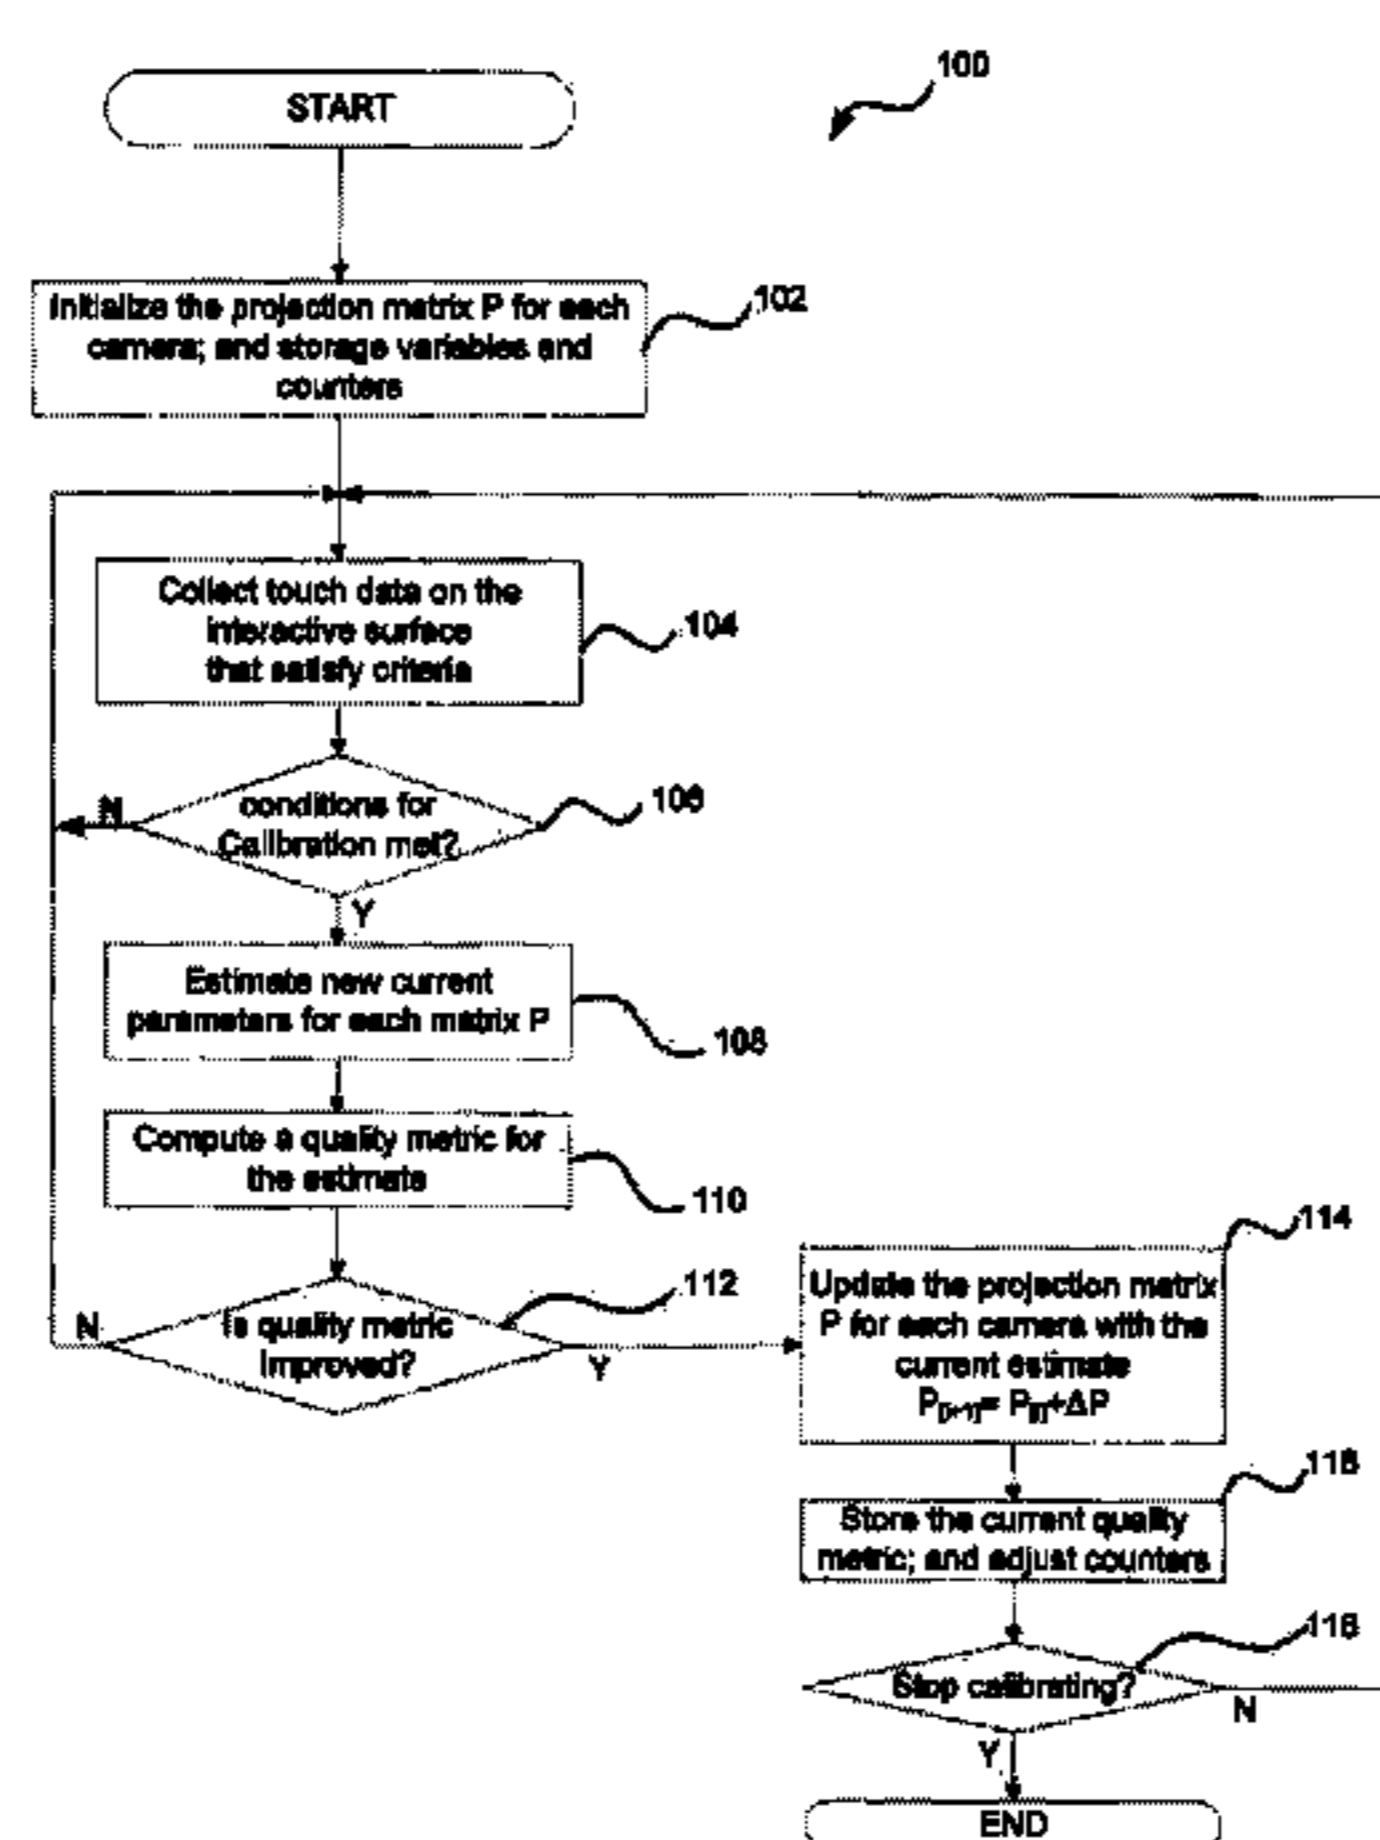 100
START
Initialize the projection matrix P for each
camera; and storage variables and
counters
102
Collect touch data on the
interactive surface
that satisfy criteria
104
conditions for
Calibration met?
106
N
Y
Estimate new current
parameters for each matrix P
108
Compute a quality metric for
the estimate
110
Is quality metric
improved?
112
N
Y
114
Update the projection matrix
P for each camera with the
current estimate
P[i+1]= P[i]+ΔP
116
Store the current quality
metric; and adjust counters
118
Stop calibrating?
N
Y
END